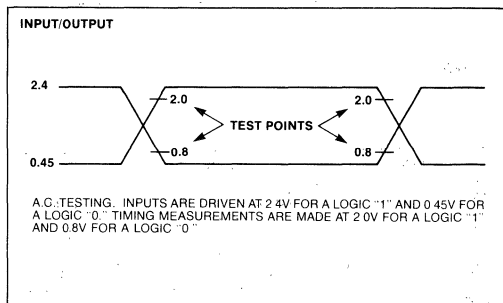 INPUT/OUTPUT
2.4
2.0
2.0
TEST POINTS
0.8
0.8
0.45
A.C. TESTING. INPUTS ARE DRIVEN AT 2 4V FOR A LOGIC "1" AND 0 45V FOR
A LOGIC "0." TIMING MEASUREMENTS ARE MADE AT 2 0V FOR A LOGIC "1"
AND 0.8V FOR A LOGIC "0 "